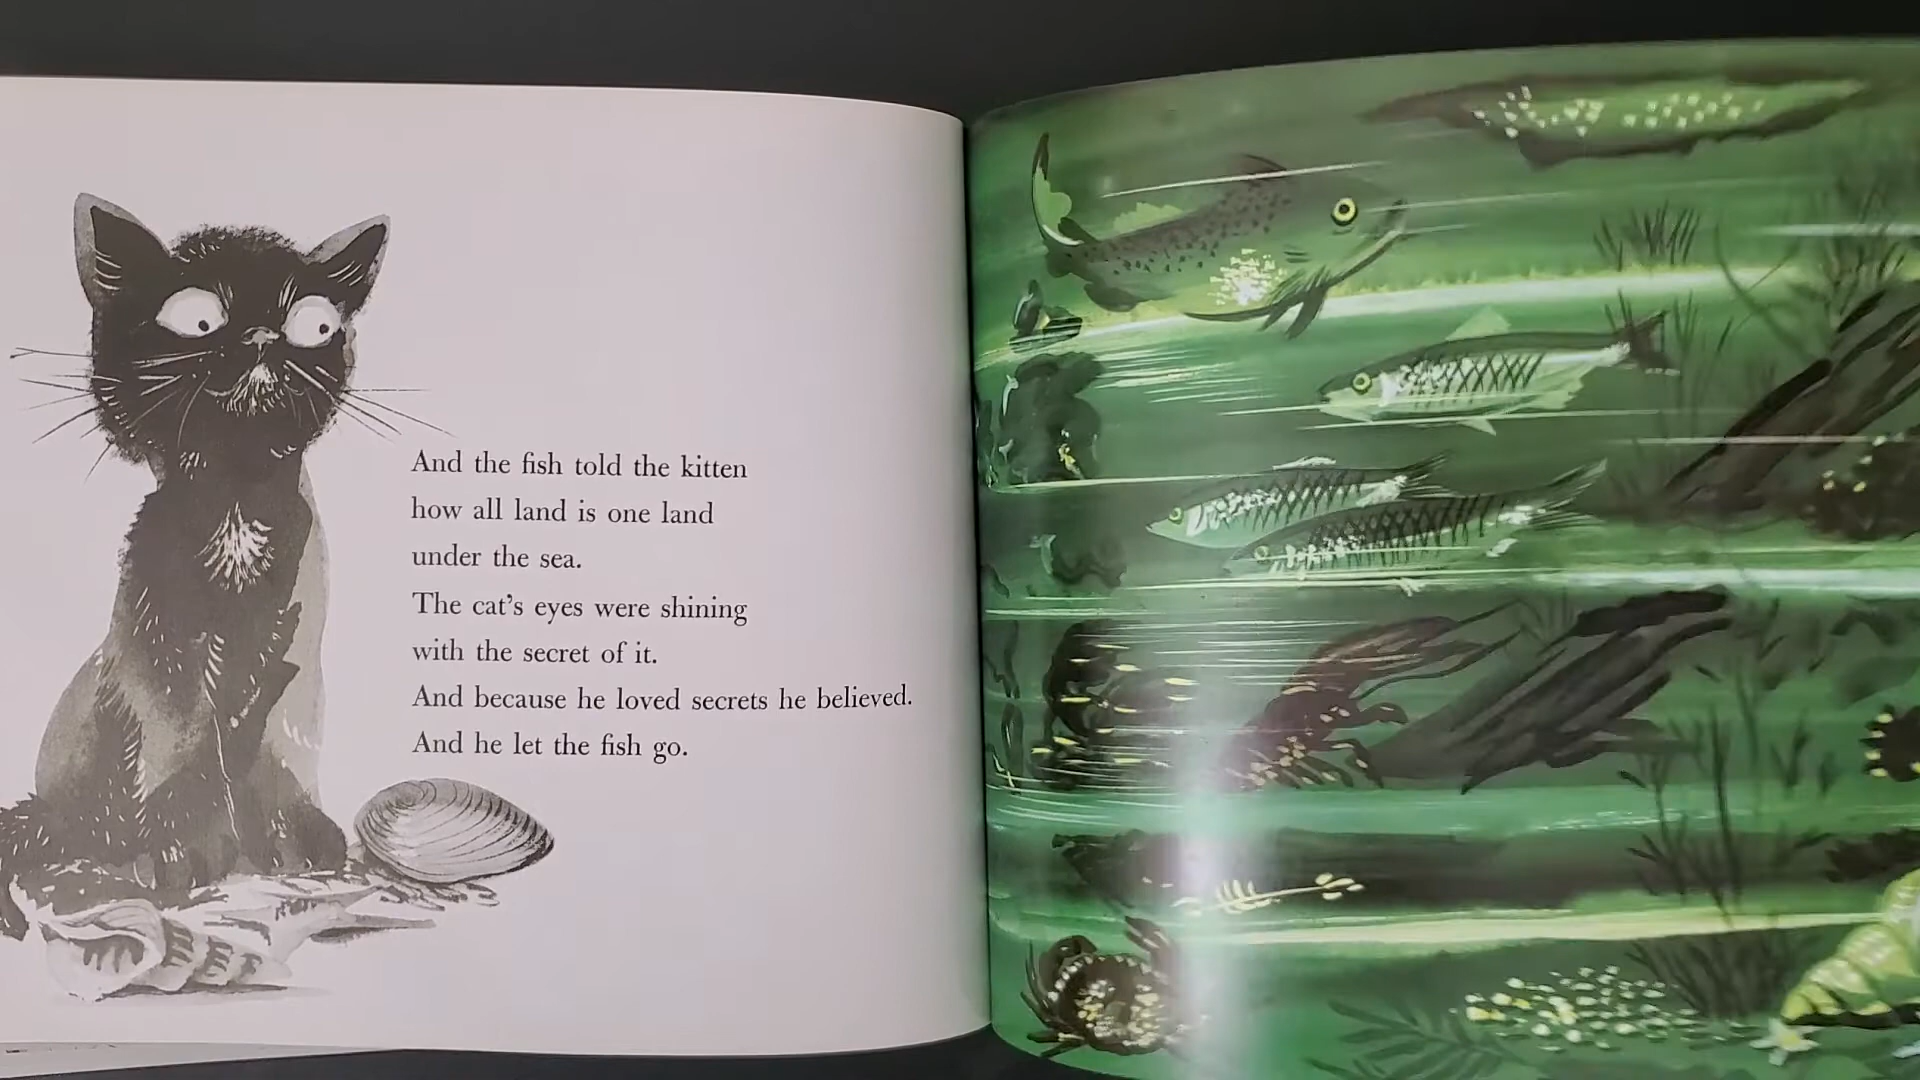 And the fish told the kitten
how all land is one land
under the sea.
The cat’s eyes were shining
with the secret of it.
And because he loved secrets he believed.
And he let the fish go.